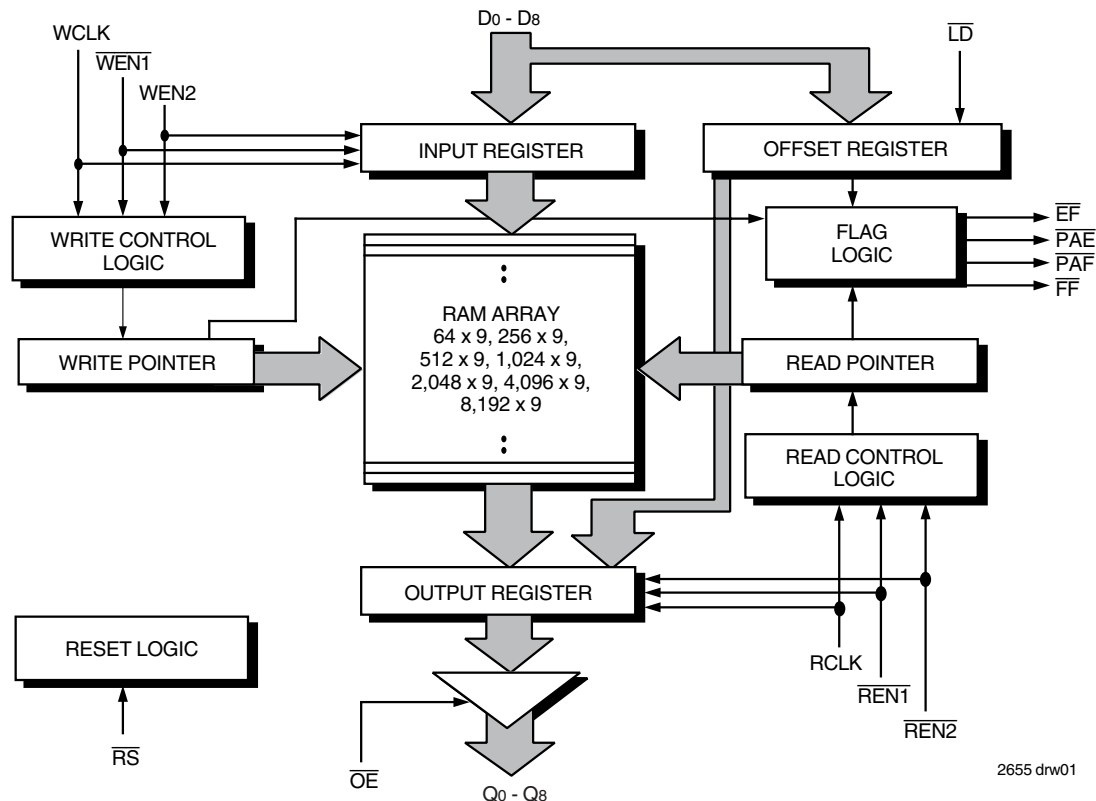 D0 - D8
WCLK
WEN1
WEN2
LD
INPUT REGISTER
OFFSET REGISTER
WRITE CONTROL
LOGIC
FLAG
LOGIC
EF
PAE
PAF
FF
RAM ARRAY
64 x 9, 256 x 9,
512 x 9, 1,024 x 9,
2,048 x 9, 4,096 x 9,
8,192 x 9
WRITE POINTER
READ POINTER
READ CONTROL
LOGIC
OUTPUT REGISTER
RESET LOGIC
RCLK
REN1
REN2
RS
OE
Q0 - Q8
2655 drw01